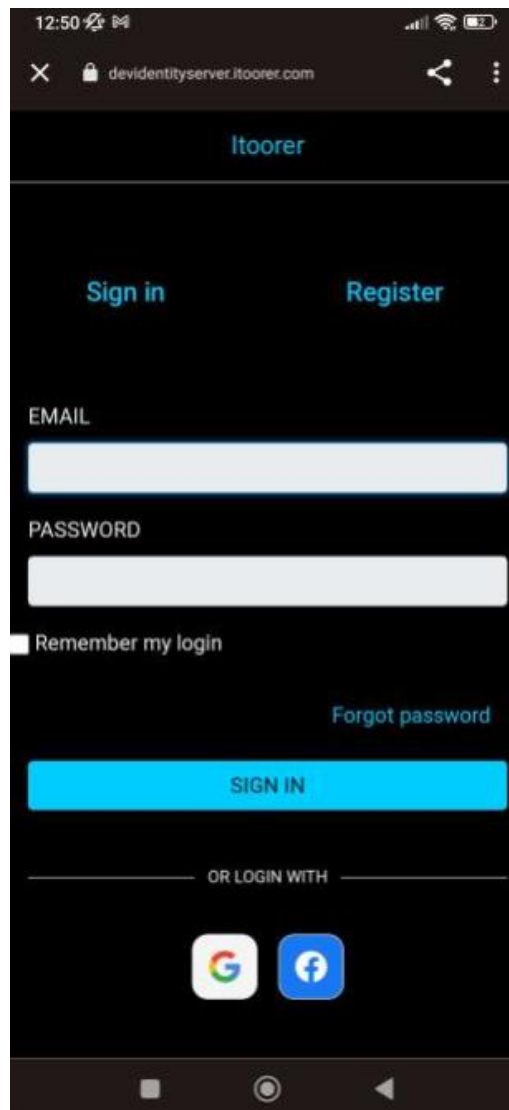 12:50
2
devidentityserver.itoorer.com
Itoorer
Sign in Register
EMAIL
PASSWORD
Remember my login
Forgot password
SIGN IN
OR LOGIN WITH